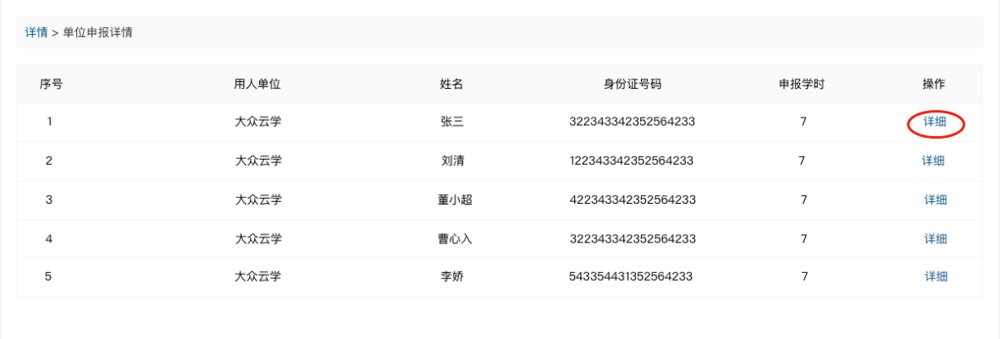 详情 > 单位申报详情
序号 用人单位 姓名 身份证号码 申报学时 操作
1 大众云学 张三 322343342352564233 7 详细
2 大众云学 刘清 122343342352564233 7 详细
3 大众云学 董小超 422343342352564233 7 详细
4 大众云学 曹心入 322343342352564233 7 详细
5 大众云学 李娇 543354431352564233 7 详细